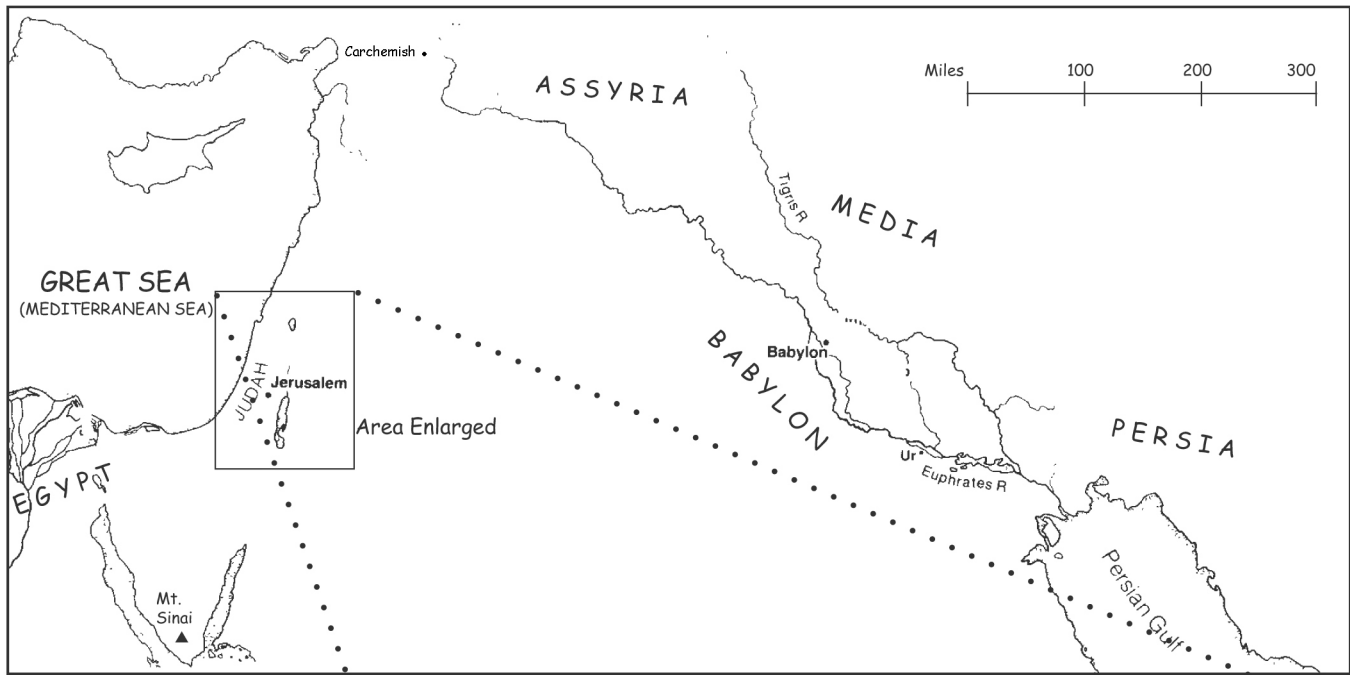 Carchemish
ASSYRIA
Miles 100 200 300
Tigris R
MEDIA
GREAT SEA
(MEDITERRANEAN SEA)
BABYLON
Babylon
JUDAH
Jerusalem
Area Enlarged
PERSIA
Ur
Euphrates R
EGYPT
Persian Gulf
Mt.
Sinai